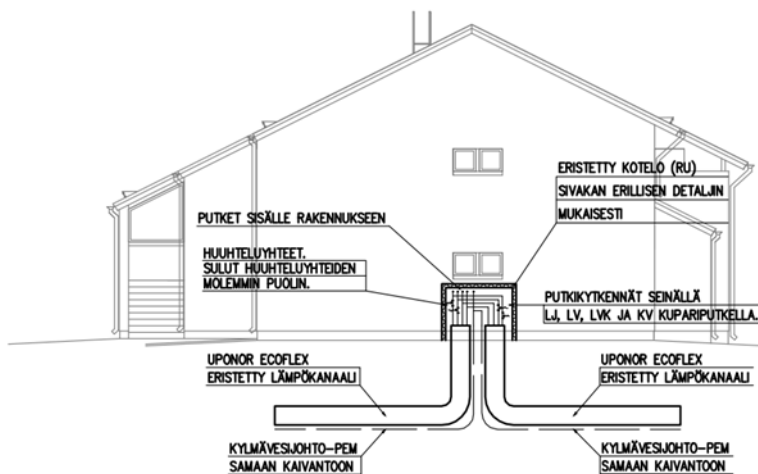 ERISTETTY KOTELO (RU)
SIVAKAN ERILLISEN DETALJIN
MUKAISESTI
PUTKET SISÄLLE RAKENNUKSEEN
HUUHTELUYHTEET.
SULUT HUUHTELUYHTEIDEN
MOLEMMIN PUOLIN.
PUTKIKYTKENNÄT SEINÄLLÄ
LJ, LV, LVK JA KV KUPARIPUTKELLA.
UPONOR ECOFLEX
ERISTETTY LÄMPÖKANAALI
UPONOR ECOFLEX
ERISTETTY LÄMPÖKANAALI
KYLMÄVESIJOHTO-PEM
SAMAAN KAIVANTOON
KYLMÄVESIJOHTO-PEM
SAMAAN KAIVANTOON